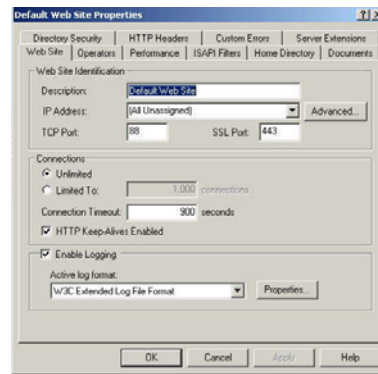 Default Web Site Properties
Directory Security HTTP Headers Custom Errors Server Extensions
Web Site Operators Performance ISAPI Filters Home Directory Documents
Web Site Identification
Description: Default Web Site
IP Address: (All Unassigned) Advanced...
TCP Port: 88 SSL Port: 443
Connections
Unlimited
Limited To: 1,000 connections
Connection Timeout: 900 seconds
HTTP Keep-Alives Enabled
Enable Logging
Active log format:
W3C Extended Log File Format Properties...
OK Cancel Apply Help